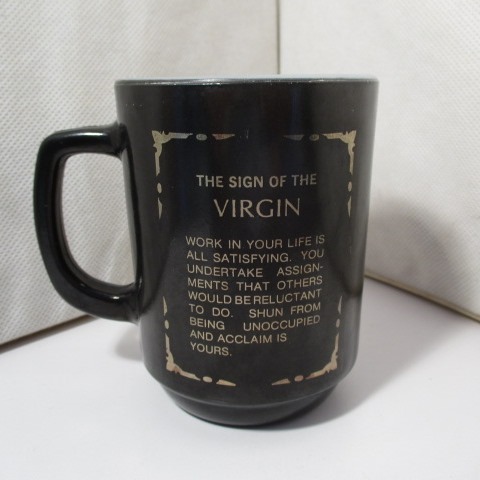 THE SIGN OF THE
VIRGIN
WORK IN YOUR LIFE IS
ALL SATISFYING. YOU
UNDERTAKE ASSIGN-
MENTS THAT OTHERS
WOULD BE RELUCTANT
TO DO. SHUN FROM
BEING UNOCCUPIED
AND ACCLAIM IS
YOURS.